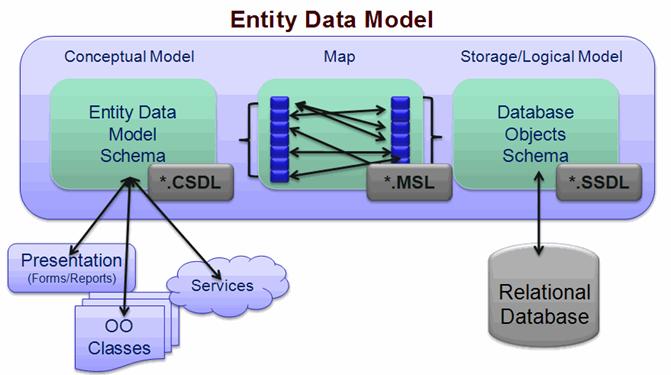 Entity Data Model
Conceptual Model
Map
Storage/Logical Model
Entity Data
Model
Schema
*.CSDL
*.MSL
Database
Objects
Schema
*.SSDL
Presentation
(Forms/Reports)
OO
Classes
Services
Relational
Database